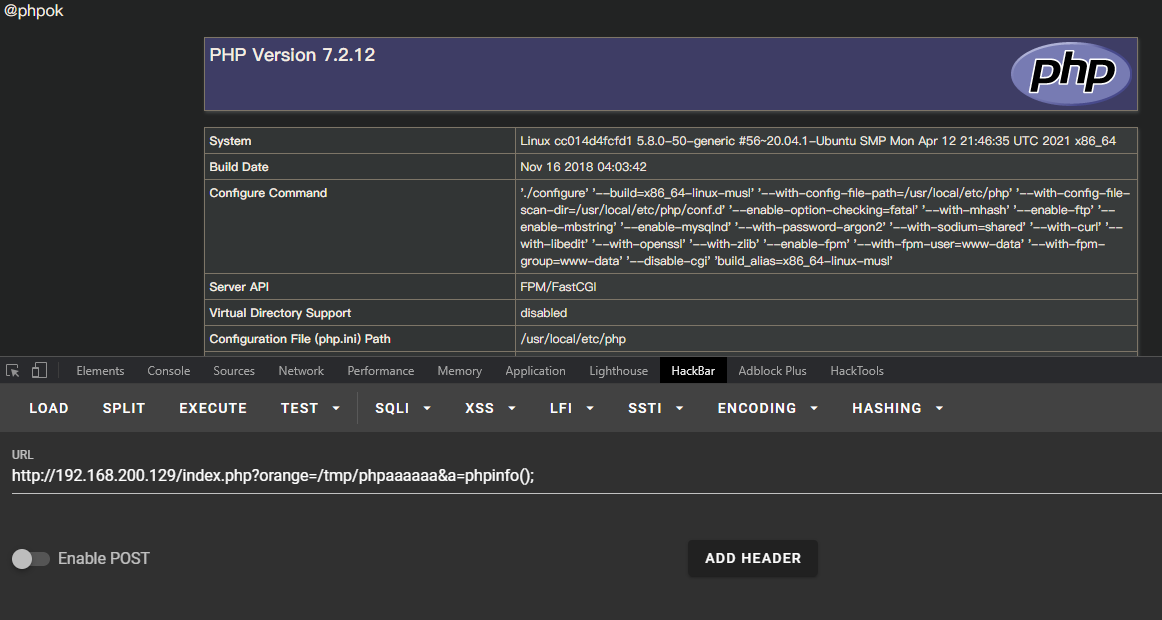 @phpok
PHP Version 7.2.12
php
System Linux cc014d4fcfd1 5.8.0-50-generic #56~20.04.1-Ubuntu SMP Mon Apr 12 21:46:35 UTC 2021 x86_64
Build Date Nov 16 2018 04:03:42
Configure Command './configure' '--build=x86_64-linux-musl' '--with-config-file-path=/usr/local/etc/php' '--with-config-file-
scan-dir=/usr/local/etc/php/conf.d' '--enable-option-checking=fatal' '--with-mhash' '--enable-ftp' '--
enable-mbstring' '--enable-mysqlnd' '--with-password-argon2' '--with-sodium=shared' '--with-curl' '--
with-libedit' '--with-openssl' '--with-zlib' '--enable-fpm' '--with-fpm-user=www-data' '--with-fpm-
group=www-data' '--disable-cgi' 'build_alias=x86_64-linux-musl'
Server API FPM/FastCGI
Virtual Directory Support disabled
Configuration File (php.ini) Path /usr/local/etc/php
Elements Console Sources Network Performance Memory Application Lighthouse HackBar Adblock Plus HackTools
LOAD SPLIT EXECUTE TEST SQLI XSS LFI SSTI ENCODING HASHING
URL
http://192.168.200.129/index.php?orange=/tmp/phpaaaaaa&a=phpinfo();
Enable POST ADD HEADER